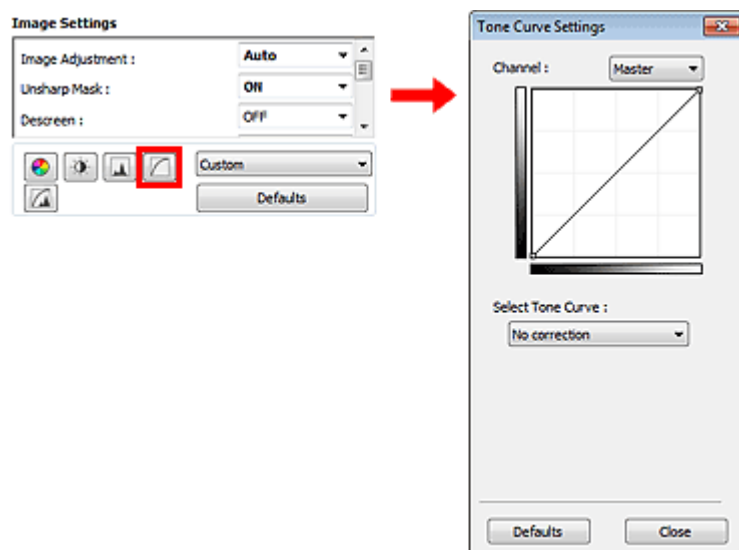 Image Settings
Image Adjustment : Auto
Unsharp Mask : ON
Descreen : OFF
Custom
Defaults
Tone Curve Settings
Channel : Master
Select Tone Curve :
No correction
Defaults Close